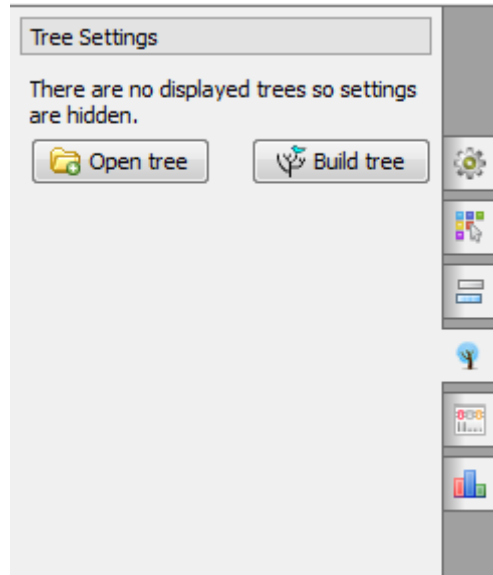 Tree Settings
There are no displayed trees so settings
are hidden.
Open tree
Build tree